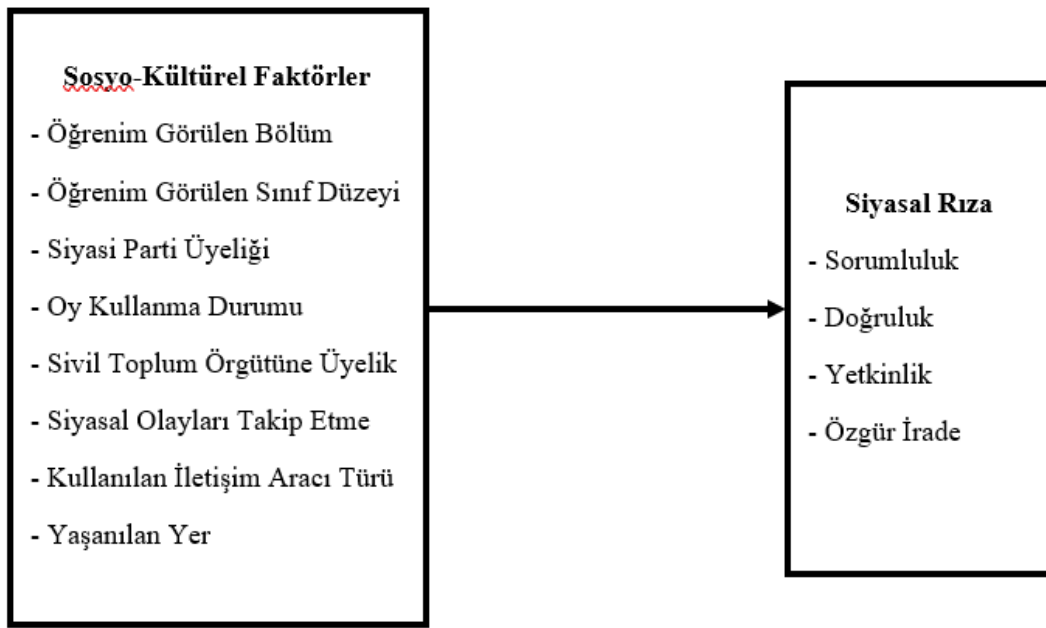 Sosyo-Kültürel Faktörler
- Öğrenim Görülen Bölüm
- Öğrenim Görülen Sınıf Düzeyi
- Siyasi Parti Üyeliği
- Oy Kullanma Durumu
- Sivil Toplum Örgütüne Üyelik
- Siyasal Olayları Takip Etme
- Kullanılan İletişim Aracı Türü
- Yaşanılan Yer
Siyasal Rıza
- Sorumluluk
- Doğruluk
- Yetkinlik
- Özgür İrade